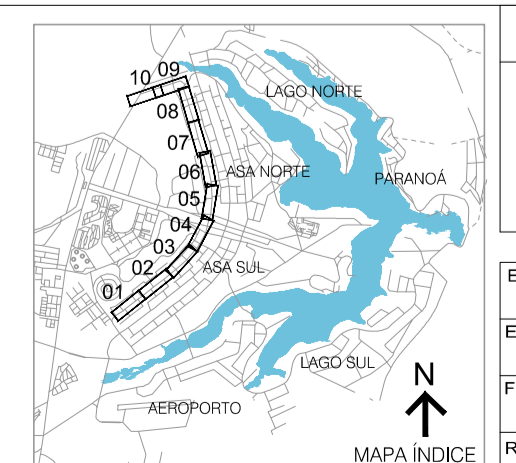 09
10
LAGO NORTE
08
07
ASA NORTE
06
PARANOÁ
05
04
03
ASA SUL
02
01
LAGO SUL
N
AEROPORTO
MAPA ÍNDICE
E
E
F
R